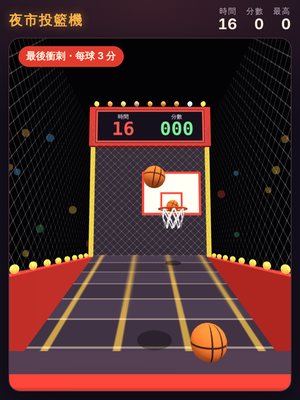 夜市投籃機
時間 分數 最高
16 0 0
最後衝刺・每球 3 分
時間 分數
16 000